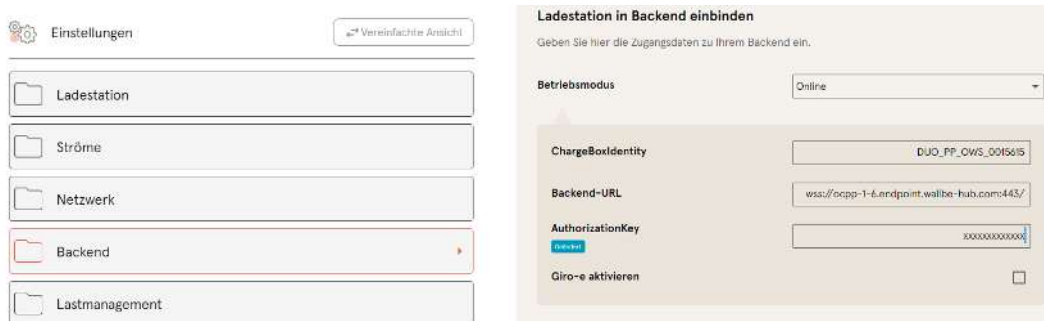 Einstellungen
Vereinfachte Ansicht
Ladestation
Ströme
Netzwerk
Backend
Lastmanagement
Ladestation in Backend einbinden
Geben Sie hier die Zugangsdaten zu Ihrem Backend ein.
Betriebsmodus
Online
ChargeBoxIdentity
DUO_PP_OWS_0015615
Backend-URL
wss://ocpp-1-6.endpoint.wallbe-hub.com:443/
AuthorizationKey
xxxxxxxxxxxxx
Giro-e aktivieren